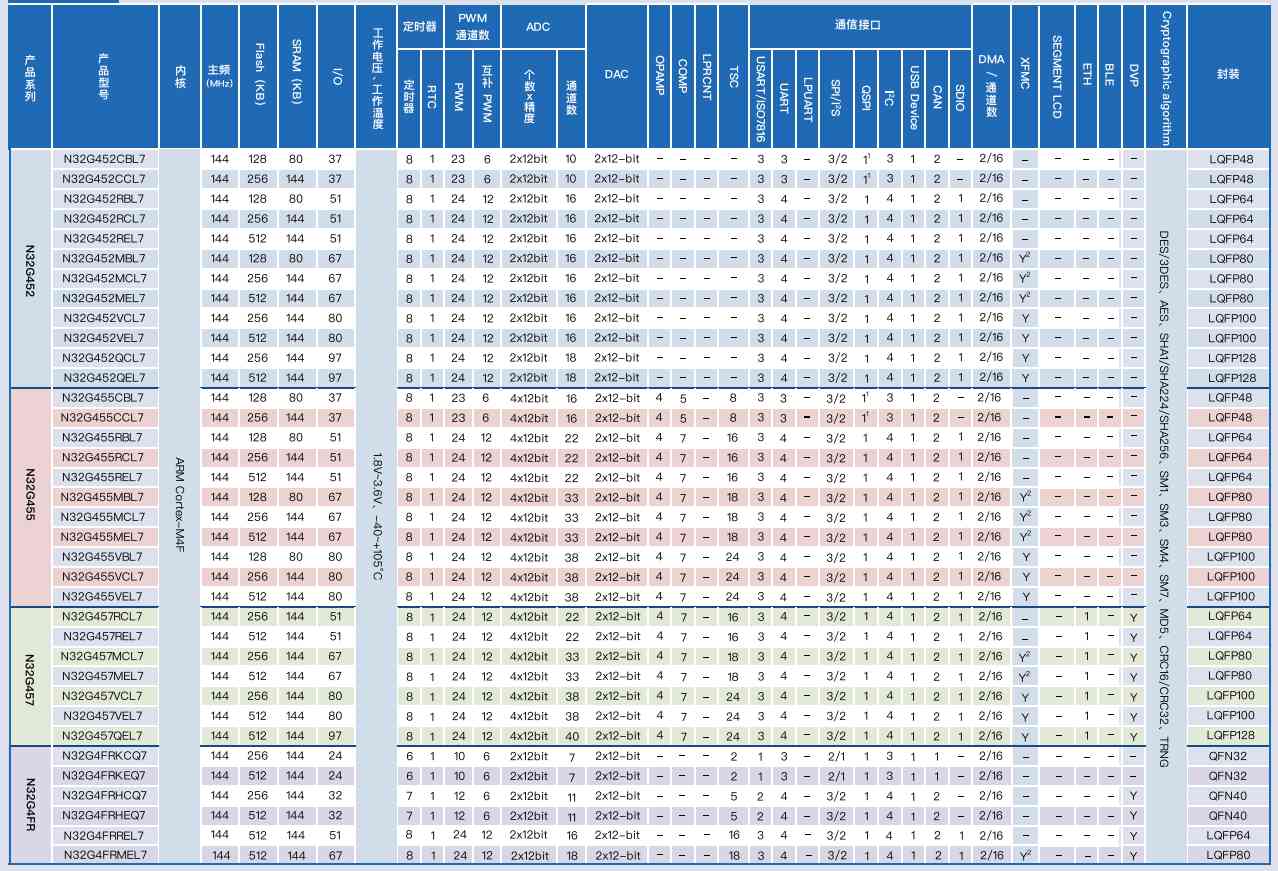 产品系列 产品型号 内核 主频(MHz) Flash (KB) SRAM (KB) I/O 工作电压、工作温度 定时器 PWM通道数 ADC DAC OPAMP COMP LPRCNT TSC 通信接口 DMA/通道数 XFMC SEGMENT LCD ETH BLE DVP Cryptographic algorithm 封装
定时器 RTC PWM 互补 PWM 个数x精度 通道数 USART/ISO7816 UART LPUART SPI/I²S QSPI I²C USB Device CAN SDIO
N32G452
ARM Cortex-M4F
1.8V~3.6V、-40~+105°C
DES/3DES、AES、SHA1/SHA224/SHA256、SM1、SM3、SM4、SM7、MD5、CRC16/CRC32、TRNG
N32G452CBL7 144 128 80 37 8 1 23 6 2x12bit 10 2x12-bit - - - - 3 3 - 3/2 1¹ 3 1 2 - 2/16 - - - - - LQFP48
N32G452CCL7 144 256 144 37 8 1 23 6 2x12bit 10 2x12-bit - - - - 3 3 - 3/2 1¹ 3 1 2 - 2/16 - - - - - LQFP48
N32G452RBL7 144 128 80 51 8 1 24 12 2x12bit 16 2x12-bit - - - - 3 4 - 3/2 1 4 1 2 1 2/16 - - - - - LQFP64
N32G452RCL7 144 256 144 51 8 1 24 12 2x12bit 16 2x12-bit - - - - 3 4 - 3/2 1 4 1 2 1 2/16 - - - - - LQFP64
N32G452REL7 144 512 144 51 8 1 24 12 2x12bit 16 2x12-bit - - - - 3 4 - 3/2 1 4 1 2 1 2/16 - - - - - LQFP64
N32G452MBL7 144 128 80 67 8 1 24 12 2x12bit 16 2x12-bit - - - - 3 4 - 3/2 1 4 1 2 1 2/16 Y² - - - - LQFP80
N32G452MCL7 144 256 144 67 8 1 24 12 2x12bit 16 2x12-bit - - - - 3 4 - 3/2 1 4 1 2 1 2/16 Y² - - - - LQFP80
N32G452MEL7 144 512 144 67 8 1 24 12 2x12bit 16 2x12-bit - - - - 3 4 - 3/2 1 4 1 2 1 2/16 Y² - - - - LQFP80
N32G452VCL7 144 256 144 80 8 1 24 12 2x12bit 16 2x12-bit - - - - 3 4 - 3/2 1 4 1 2 1 2/16 Y - - - - LQFP100
N32G452VEL7 144 512 144 80 8 1 24 12 2x12bit 16 2x12-bit - - - - 3 4 - 3/2 1 4 1 2 1 2/16 Y - - - - LQFP100
N32G452QCL7 144 256 144 97 8 1 24 12 2x12bit 18 2x12-bit - - - - 3 4 - 3/2 1 4 1 2 1 2/16 Y - - - - LQFP128
N32G452QEL7 144 512 144 97 8 1 24 12 2x12bit 18 2x12-bit - - - - 3 4 - 3/2 1 4 1 2 1 2/16 Y - - - - LQFP128
N32G455
N32G455CBL7 144 128 80 37 8 1 23 6 4x12bit 16 2x12-bit 4 5 - 8 3 3 - 3/2 1¹ 3 1 2 - 2/16 - - - - - LQFP48
N32G455CCL7 144 256 144 37 8 1 23 6 4x12bit 16 2x12-bit 4 5 - 8 3 3 - 3/2 1¹ 3 1 2 - 2/16 - - - - - LQFP48
N32G455RBL7 144 128 80 51 8 1 24 12 4x12bit 22 2x12-bit 4 7 - 16 3 4 - 3/2 1 4 1 2 1 2/16 - - - - - LQFP64
N32G455RCL7 144 256 144 51 8 1 24 12 4x12bit 22 2x12-bit 4 7 - 16 3 4 - 3/2 1 4 1 2 1 2/16 - - - - - LQFP64
N32G455REL7 144 512 144 51 8 1 24 12 4x12bit 22 2x12-bit 4 7 - 16 3 4 - 3/2 1 4 1 2 1 2/16 - - - - - LQFP64
N32G455MBL7 144 128 80 67 8 1 24 12 4x12bit 33 2x12-bit 4 7 - 18 3 4 - 3/2 1 4 1 2 1 2/16 Y² - - - - LQFP80
N32G455MCL7 144 256 144 67 8 1 24 12 4x12bit 33 2x12-bit 4 7 - 18 3 4 - 3/2 1 4 1 2 1 2/16 Y² - - - - LQFP80
N32G455MEL7 144 512 144 67 8 1 24 12 4x12bit 33 2x12-bit 4 7 - 18 3 4 - 3/2 1 4 1 2 1 2/16 Y² - - - - LQFP80
N32G455VBL7 144 128 80 80 8 1 24 12 4x12bit 38 2x12-bit 4 7 - 24 3 4 - 3/2 1 4 1 2 1 2/16 Y - - - - LQFP100
N32G455VCL7 144 256 144 80 8 1 24 12 4x12bit 38 2x12-bit 4 7 - 24 3 4 - 3/2 1 4 1 2 1 2/16 Y - - - - LQFP100
N32G455VEL7 144 512 144 80 8 1 24 12 4x12bit 38 2x12-bit 4 7 - 24 3 4 - 3/2 1 4 1 2 1 2/16 Y - - - - LQFP100
N32G457
N32G457RCL7 144 256 144 51 8 1 24 12 4x12bit 22 2x12-bit 4 7 - 16 3 4 - 3/2 1 4 1 2 1 2/16 - - 1 - Y LQFP64
N32G457REL7 144 512 144 51 8 1 24 12 4x12bit 22 2x12-bit 4 7 - 16 3 4 - 3/2 1 4 1 2 1 2/16 - - 1 - Y LQFP64
N32G457MCL7 144 256 144 67 8 1 24 12 4x12bit 33 2x12-bit 4 7 - 18 3 4 - 3/2 1 4 1 2 1 2/16 Y² - 1 - Y LQFP80
N32G457MEL7 144 512 144 67 8 1 24 12 4x12bit 33 2x12-bit 4 7 - 18 3 4 - 3/2 1 4 1 2 1 2/16 Y² - 1 - Y LQFP80
N32G457VCL7 144 256 144 80 8 1 24 12 4x12bit 38 2x12-bit 4 7 - 24 3 4 - 3/2 1 4 1 2 1 2/16 Y - 1 - Y LQFP100
N32G457VEL7 144 512 144 80 8 1 24 12 4x12bit 38 2x12-bit 4 7 - 24 3 4 - 3/2 1 4 1 2 1 2/16 Y - 1 - Y LQFP100
N32G457QEL7 144 512 144 97 8 1 24 12 4x12bit 40 2x12-bit 4 7 - 24 3 4 - 3/2 1 4 1 2 1 2/16 Y - 1 - Y LQFP128
N32G4FR
N32G4FRKCQ7 144 256 144 24 6 1 10 6 2x12bit 7 2x12-bit - - - 2 1 3 - 2/1 1 3 1 1 - 2/16 - - - - - QFN32
N32G4FRKEQ7 144 512 144 24 6 1 10 6 2x12bit 7 2x12-bit - - - 2 1 3 - 2/1 1 3 1 1 - 2/16 - - - - - QFN32
N32G4FRHCQ7 144 256 144 32 7 1 12 6 2x12bit 11 2x12-bit - - - 5 2 4 - 3/2 1 4 1 2 - 2/16 - - - - Y QFN40
N32G4FRHEQ7 144 512 144 32 7 1 12 6 2x12bit 11 2x12-bit - - - 5 2 4 - 3/2 1 4 1 2 - 2/16 - - - - Y QFN40
N32G4FRREL7 144 512 144 51 8 1 24 12 2x12bit 16 2x12-bit - - - 16 3 4 - 3/2 1 4 1 2 1 2/16 - - - - Y LQFP64
N32G4FRMEL7 144 512 144 67 8 1 24 12 2x12bit 18 2x12-bit - - - 18 3 4 - 3/2 1 4 1 2 1 2/16 Y² - - - Y LQFP80